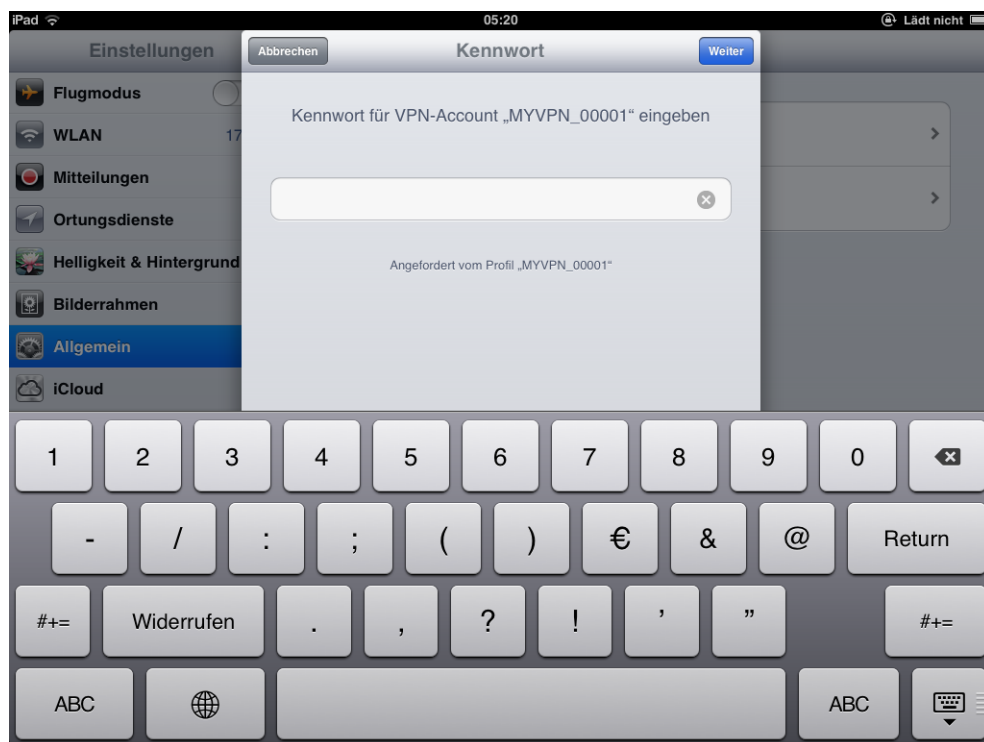 iPad 05:20 Lädt nicht
Einstellungen
Abbrechen Kennwort Weiter
Flugmodus
Kennwort für VPN-Account „MYVPN_00001“ eingeben
WLAN 17
Mitteilungen
Ortungsdienste
Helligkeit & Hintergrund
Angefordert vom Profil „MYVPN_00001“
Bilderrahmen
Allgemein
iCloud
1 2 3 4 5 6 7 8 9 0
- / : ; ( ) € & @ Return
#+= Widerrufen . , ? ! ’ ” #+=
ABC ABC